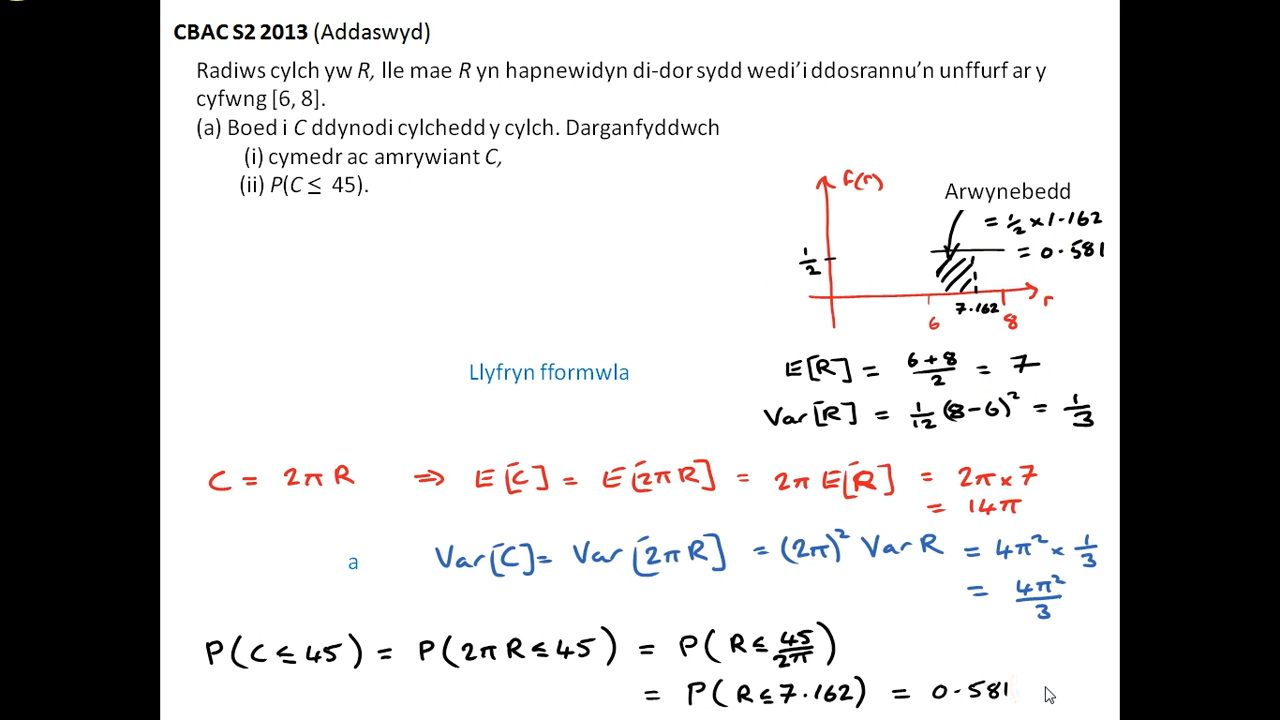 CBAC S2 2013 (Addaswyd)
Radiws cylch yw R, lle mae R yn hapnewidyn di-dor sydd wedi'i ddosrannu'n unffurf ar y
cyfwng [6, 8].
(a) Boed i C ddynodi cylchedd y cylch. Darganfyddwch
(i) cymedr ac amrywiant C,
(ii) P(C ≤ 45).
f(r)
Arwynebedd
= 1/2 × 1.162
= 0.581
1/2
7.162
6
8
r
E[R] = (6+8)/2 = 7
Llyfryn fformwla
Var[R] = 1/12 (8-6)² = 1/3
C = 2πR ⇒ E[C] = E[2πR] = 2π E[R] = 2π × 7
= 14π
a Var[C] = Var[2πR] = (2π)² Var R = 4π² × 1/3
= 4π²/3
P(C ≤ 45) = P(2πR ≤ 45) = P(R ≤ 45/2π)
= P(R ≤ 7.162) = 0.581